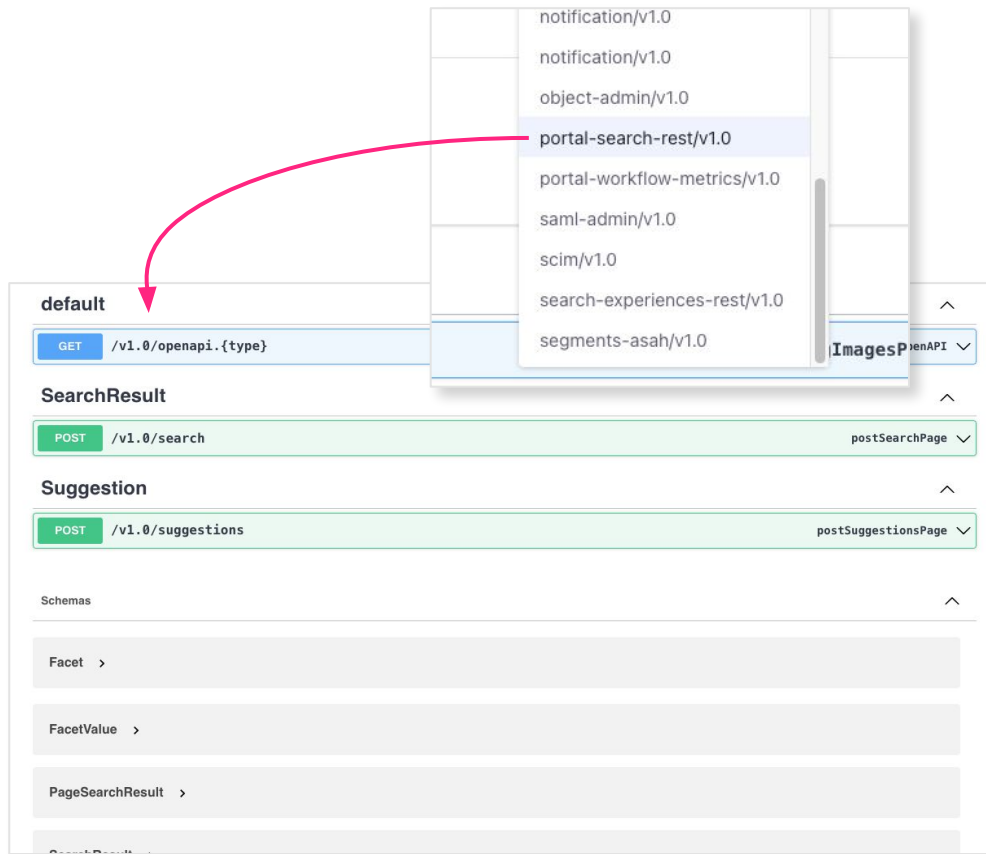 notification/v1.0
notification/v1.0
object-admin/v1.0
portal-search-rest/v1.0
portal-workflow-metrics/v1.0
saml-admin/v1.0
scim/v1.0
search-experiences-rest/v1.0
segments-asah/v1.0
default
GET /v1.0/openapi.{type} ImagesP penAPI
SearchResult
POST /v1.0/search postSearchPage
Suggestion
POST /v1.0/suggestions postSuggestionsPage
Schemas
Facet
FacetValue
PageSearchResult
SearchResult